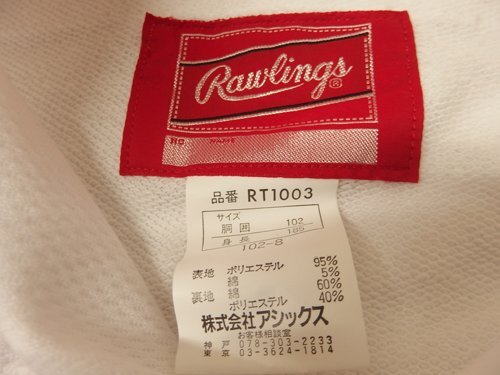 Rawlings®
NO NAME
品番 RT1003
サイズ
胴囲 102
身長 185
102-8
表地 ポリエステル 95%
綿 5%
裏地 綿 60%
ポリエステル 40%
株式会社アシックス
お客様相談室
神戸 078-303-2233
東京 03-3624-1814